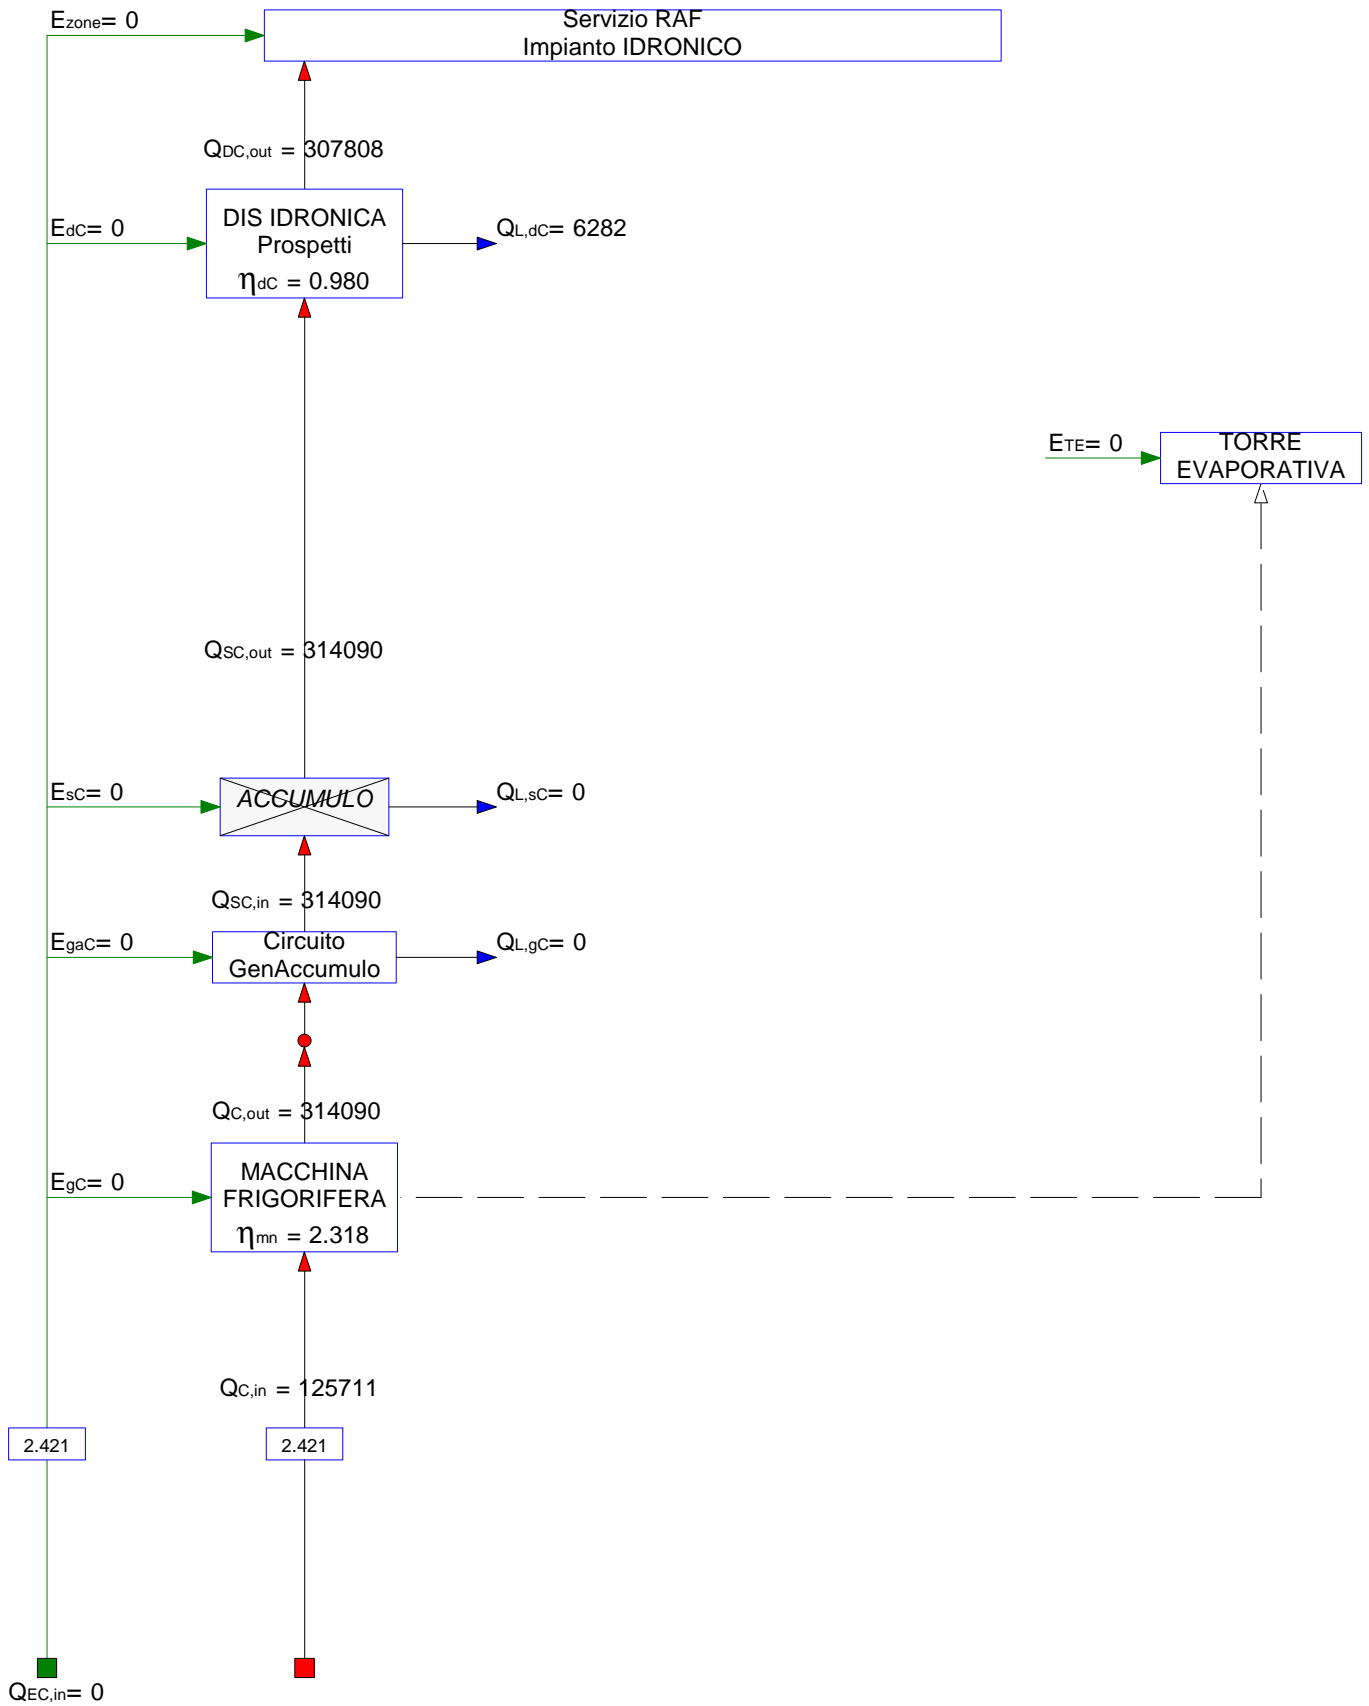 Ezone= 0
Servizio RAF
Impianto IDRONICO
QDC,out = 307808
EdC= 0
DIS IDRONICA
Prospetti
ηdC = 0.980
QL,dC= 6282
ETE= 0
TORRE
EVAPORATIVA
QSC,out = 314090
EsC= 0
ACCUMULO
QL,sC= 0
QSC,in = 314090
EgaC= 0
Circuito
GenAccumulo
QL,gC= 0
QC,out = 314090
EgC= 0
MACCHINA
FRIGORIFERA
ηmn = 2.318
QC,in = 125711
2.421
2.421
QEC,in= 0